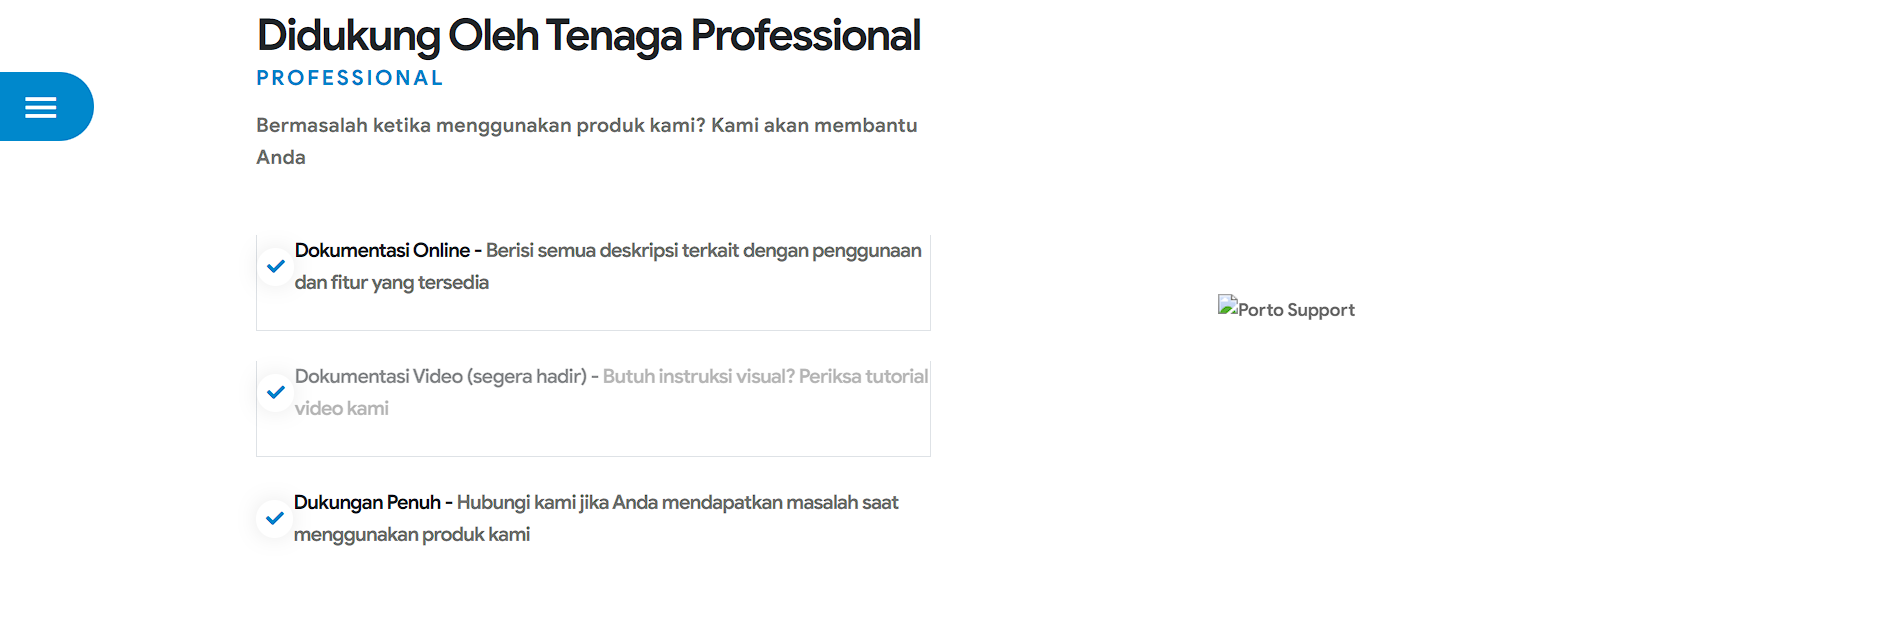 Didukung Oleh Tenaga Professional
PROFESSIONAL
Bermasalah ketika menggunakan produk kami? Kami akan membantu
Anda
Dokumentasi Online - Berisi semua deskripsi terkait dengan penggunaan
dan fitur yang tersedia
Porto Support
Dokumentasi Video (segera hadir) - Butuh instruksi visual? Periksa tutorial
video kami
Dukungan Penuh - Hubungi kami jika Anda mendapatkan masalah saat
menggunakan produk kami